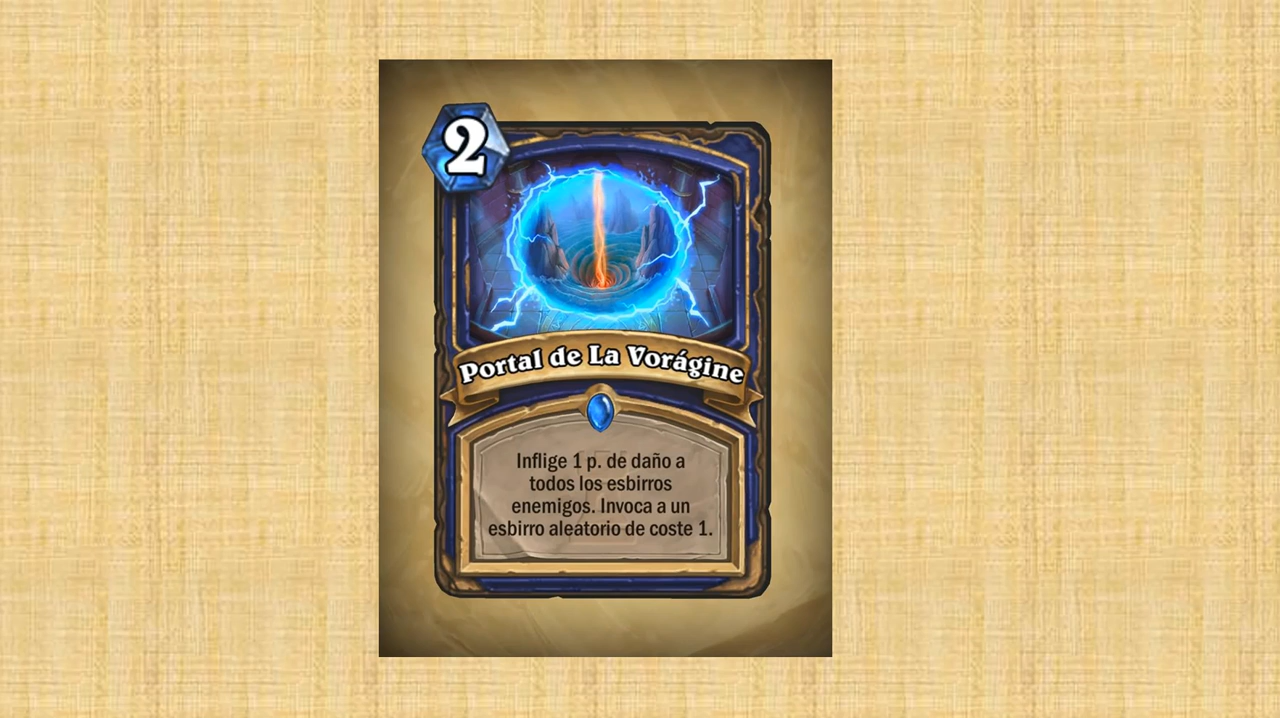 2
Portal de La Vorágine
Inflige 1 p. de daño a
todos los esbirros
enemigos. Invoca a un
esbirro aleatorio de coste 1.